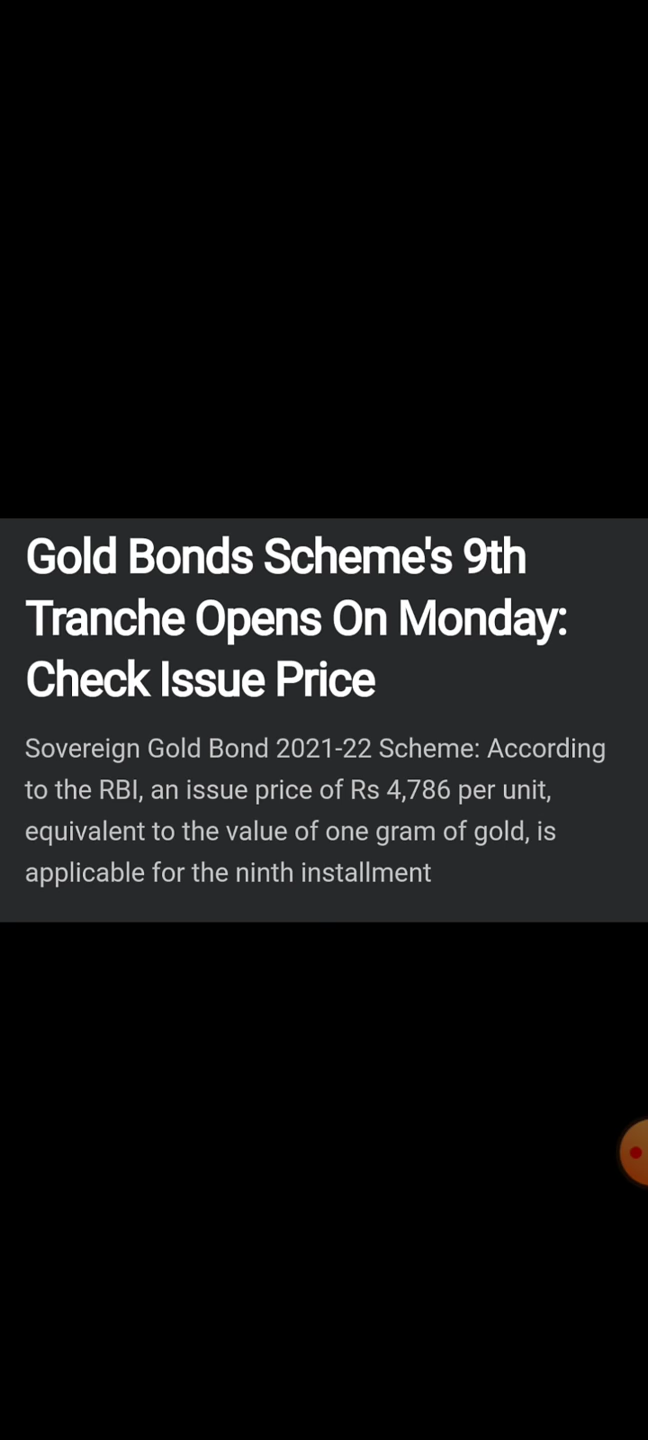 Gold Bonds Scheme's 9th
Tranche Opens On Monday:
Check Issue Price
Sovereign Gold Bond 2021-22 Scheme: According
to the RBI, an issue price of Rs 4,786 per unit,
equivalent to the value of one gram of gold, is
applicable for the ninth installment